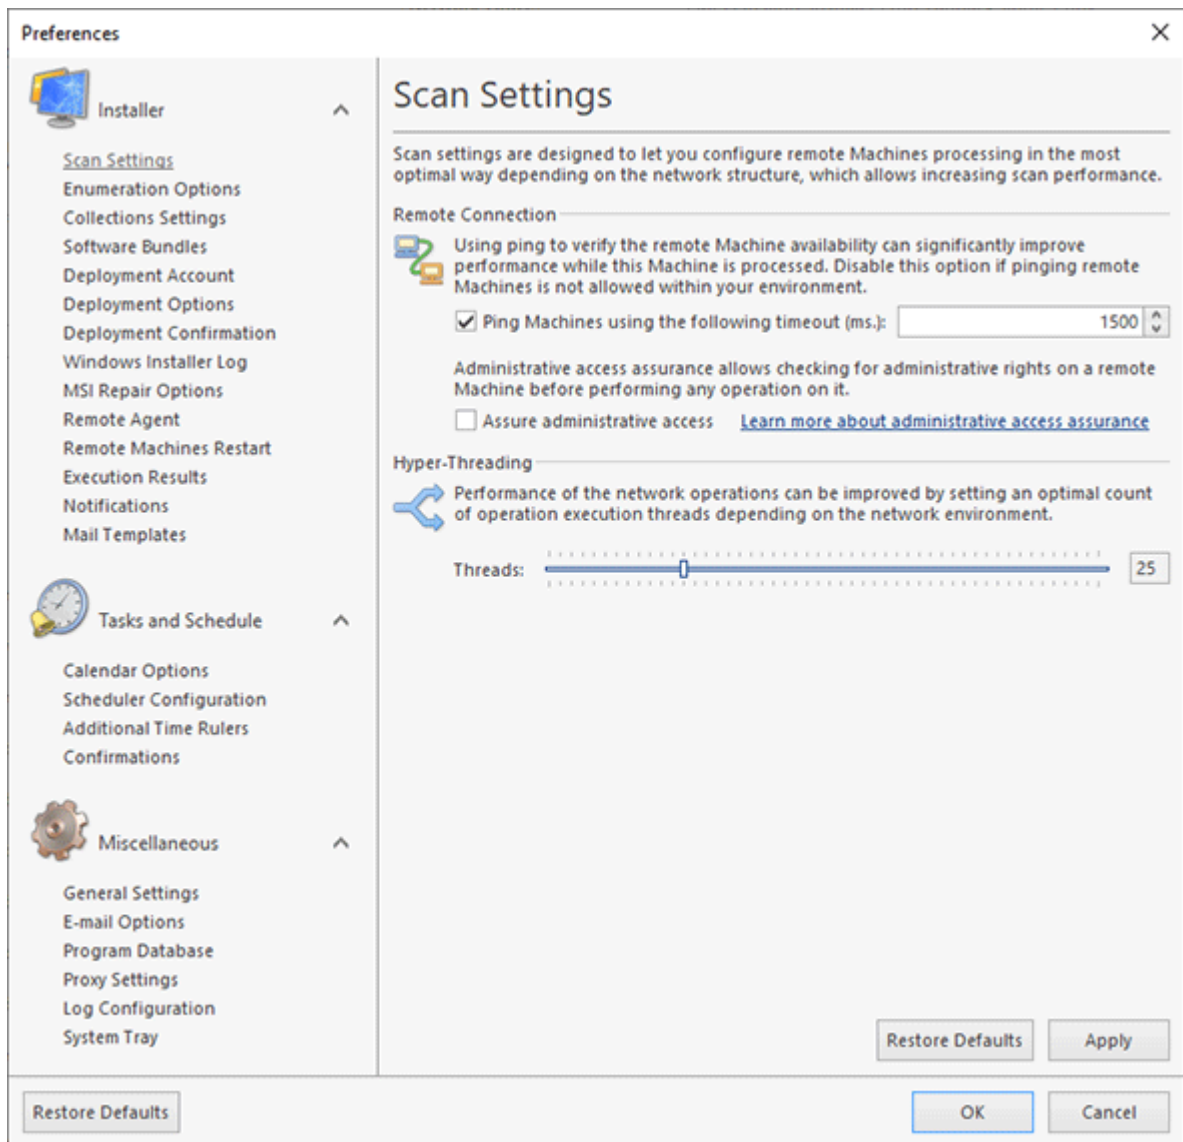 Preferences
Installer
Scan Settings
Enumeration Options
Collections Settings
Software Bundles
Deployment Account
Deployment Options
Deployment Confirmation
Windows Installer Log
MSI Repair Options
Remote Agent
Remote Machines Restart
Execution Results
Notifications
Mail Templates
Tasks and Schedule
Calendar Options
Scheduler Configuration
Additional Time Rulers
Confirmations
Miscellaneous
General Settings
E-mail Options
Program Database
Proxy Settings
Log Configuration
System Tray
Scan Settings
Scan settings are designed to let you configure remote Machines processing in the most
optimal way depending on the network structure, which allows increasing scan performance.
Remote Connection
Using ping to verify the remote Machine availability can significantly improve
performance while this Machine is processed. Disable this option if pinging remote
Machines is not allowed within your environment.
Ping Machines using the following timeout (ms.): 1500
Administrative access assurance allows checking for administrative rights on a remote
Machine before performing any operation on it.
Assure administrative access Learn more about administrative access assurance
Hyper-Threading
Performance of the network operations can be improved by setting an optimal count
of operation execution threads depending on the network environment.
Threads: 25
Restore Defaults Apply
Restore Defaults OK Cancel